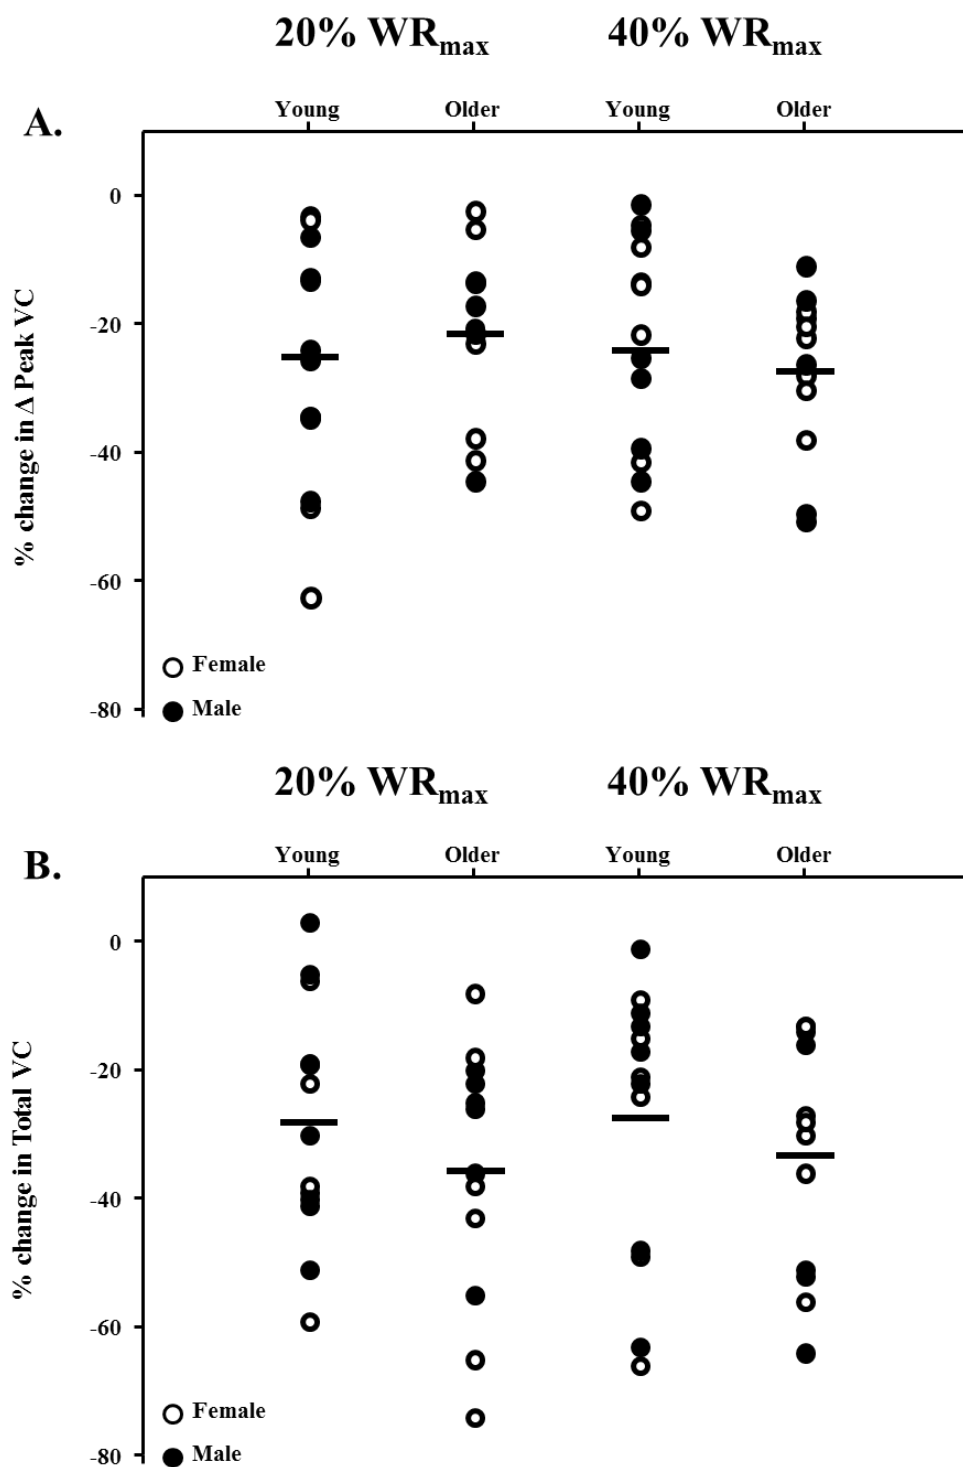 20% WRmax 40% WRmax
A.
Young Older Young Older
0
-20
-40
-60
-80
% change in Δ Peak VC
Female
Male
20% WRmax 40% WRmax
B.
Young Older Young Older
0
-20
-40
-60
-80
% change in Total VC
Female
Male